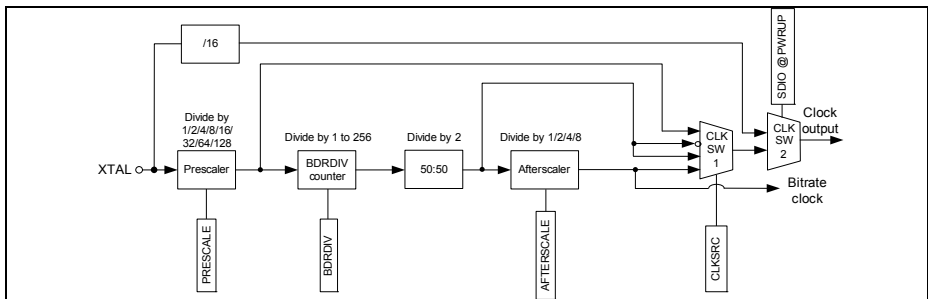 /16
SDIO @ PWRUP
Clock
output
Divide by
1/2/4/8/16/
32/64/128
Divide by 1 to 256
Divide by 2
Divide by 1/2/4/8
CLK
SW
1
CLK
SW
2
XTAL
Prescaler
BDRDIV
counter
50:50
Afterscaler
Bitrate
clock
PRESCALE
BDRDIV
AFTERSCALE
CLKSRC